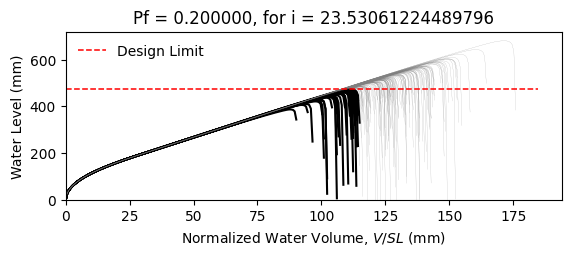 Pf = 0.200000, for i = 23.53061224489796
Design Limit
Water Level (mm)
600
400
200
0
0 25 50 75 100 125 150 175
Normalized Water Volume, V/SL (mm)